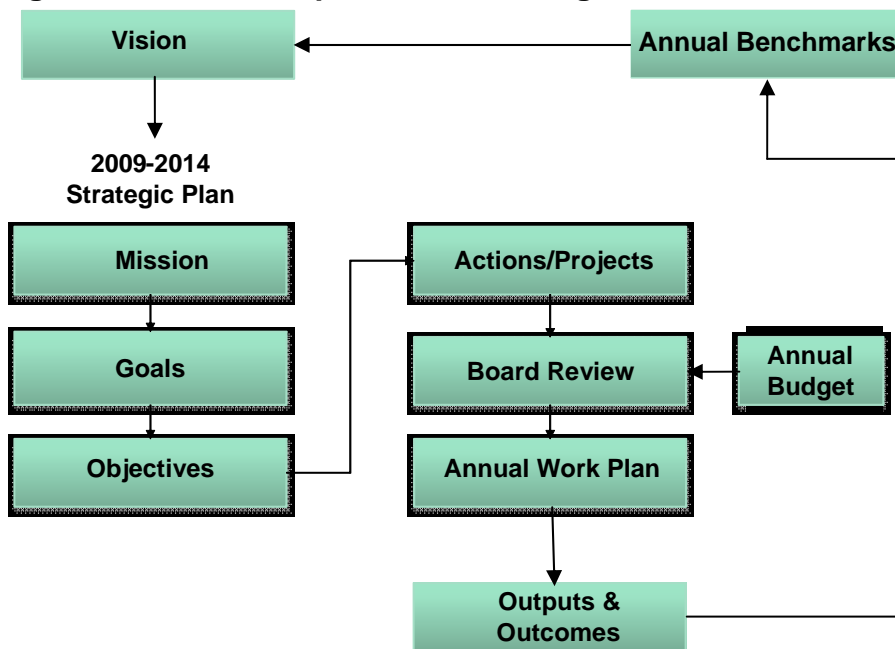 Vision
Annual Benchmarks
2009-2014
Strategic Plan
Mission
Actions/Projects
Goals
Board Review
Annual
Budget
Objectives
Annual Work Plan
Outputs &
Outcomes